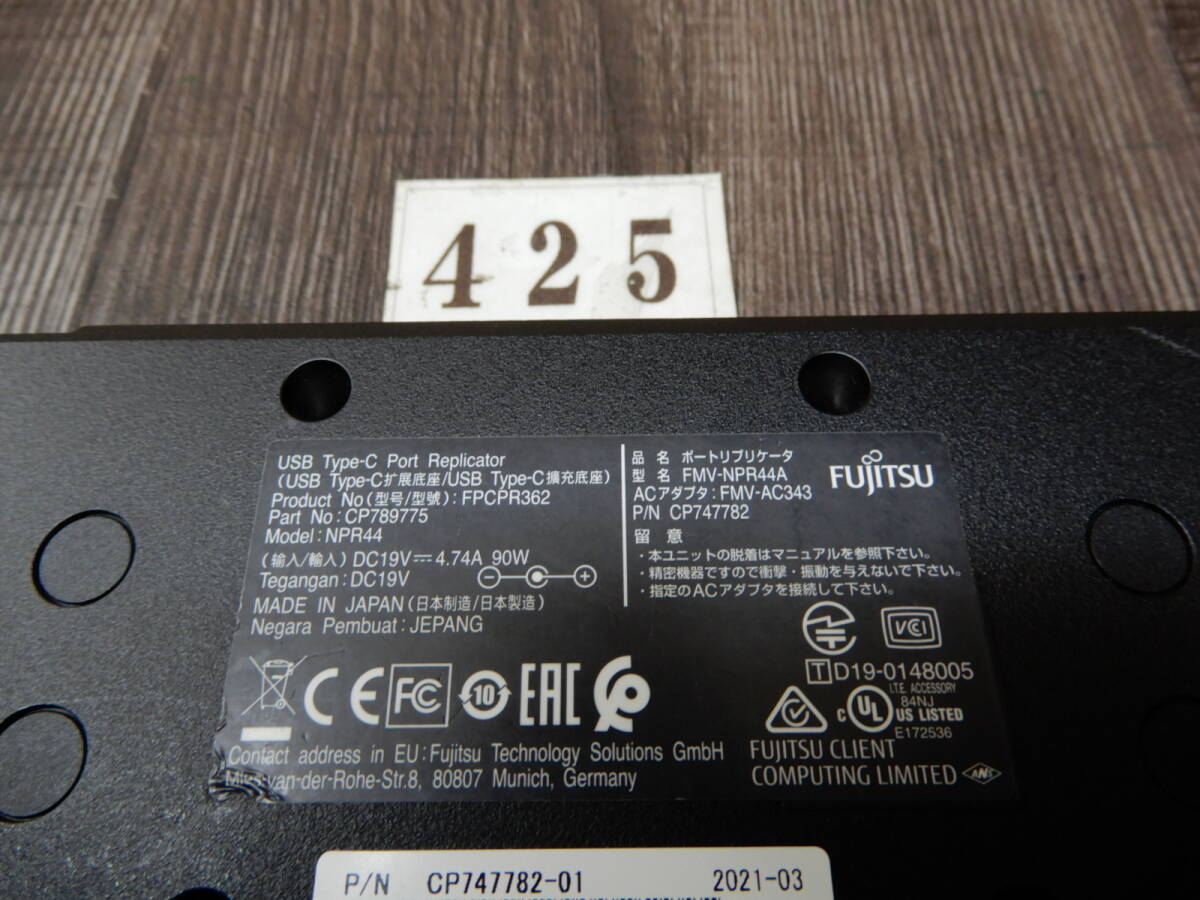 425
USB Type-C Port Replicator
(USB Type-C扩展底座/USB Type-C擴充底座)
Product No(型号/型號):FPCPR362
Part No:CP789775
Model:NPR44
(输入/輸入) DC19V⎓4.74A 90W
Tegangan:DC19V
MADE IN JAPAN(日本制造/日本製造)
Negara Pembuat:JEPANG
品 名 ポートリプリケータ
型 名 FMV-NPR44A
ACアダプタ:FMV-AC343
P/N CP747782
FUJITSU
留 意
・本ユニットの脱着はマニュアルを参照下さい。
・精密機器ですので衝撃・振動を与えないで下さい。
・指定のACアダプタを接続して下さい。
VCCI
T D19-0148005
CE FC 10 EAC
c UL US LISTED
I.T.E. ACCESSORY
84NJ
E172536
Contact address in EU:Fujitsu Technology Solutions GmbH
Mies-van-der-Rohe-Str.8, 80807 Munich, Germany
FUJITSU CLIENT
COMPUTING LIMITED
ANS
P/N CP747782-01 2021-03